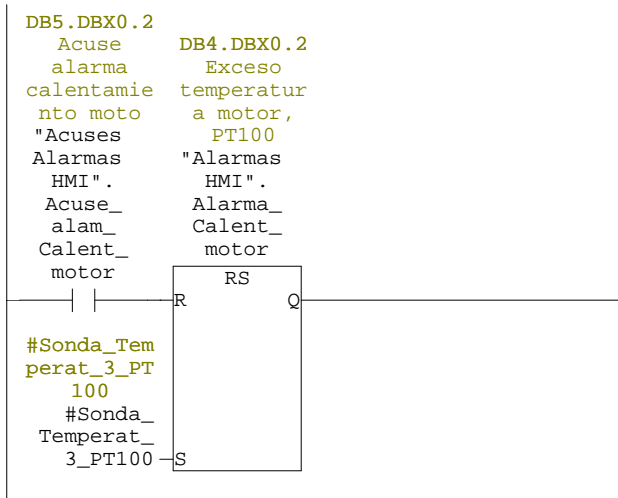 DB5.DBX0.2
Acuse
alarma
calentamie
nto moto
"Acuses
Alarmas
HMI".
Acuse_
alam_
Calent_
motor
DB4.DBX0.2
Exceso
temperatur
a motor,
PT100
"Alarmas
HMI".
Alarma_
Calent_
motor
RS
R
Q
#Sonda_Tem
perat_3_PT
100
#Sonda_
Temperat_
3_PT100
S